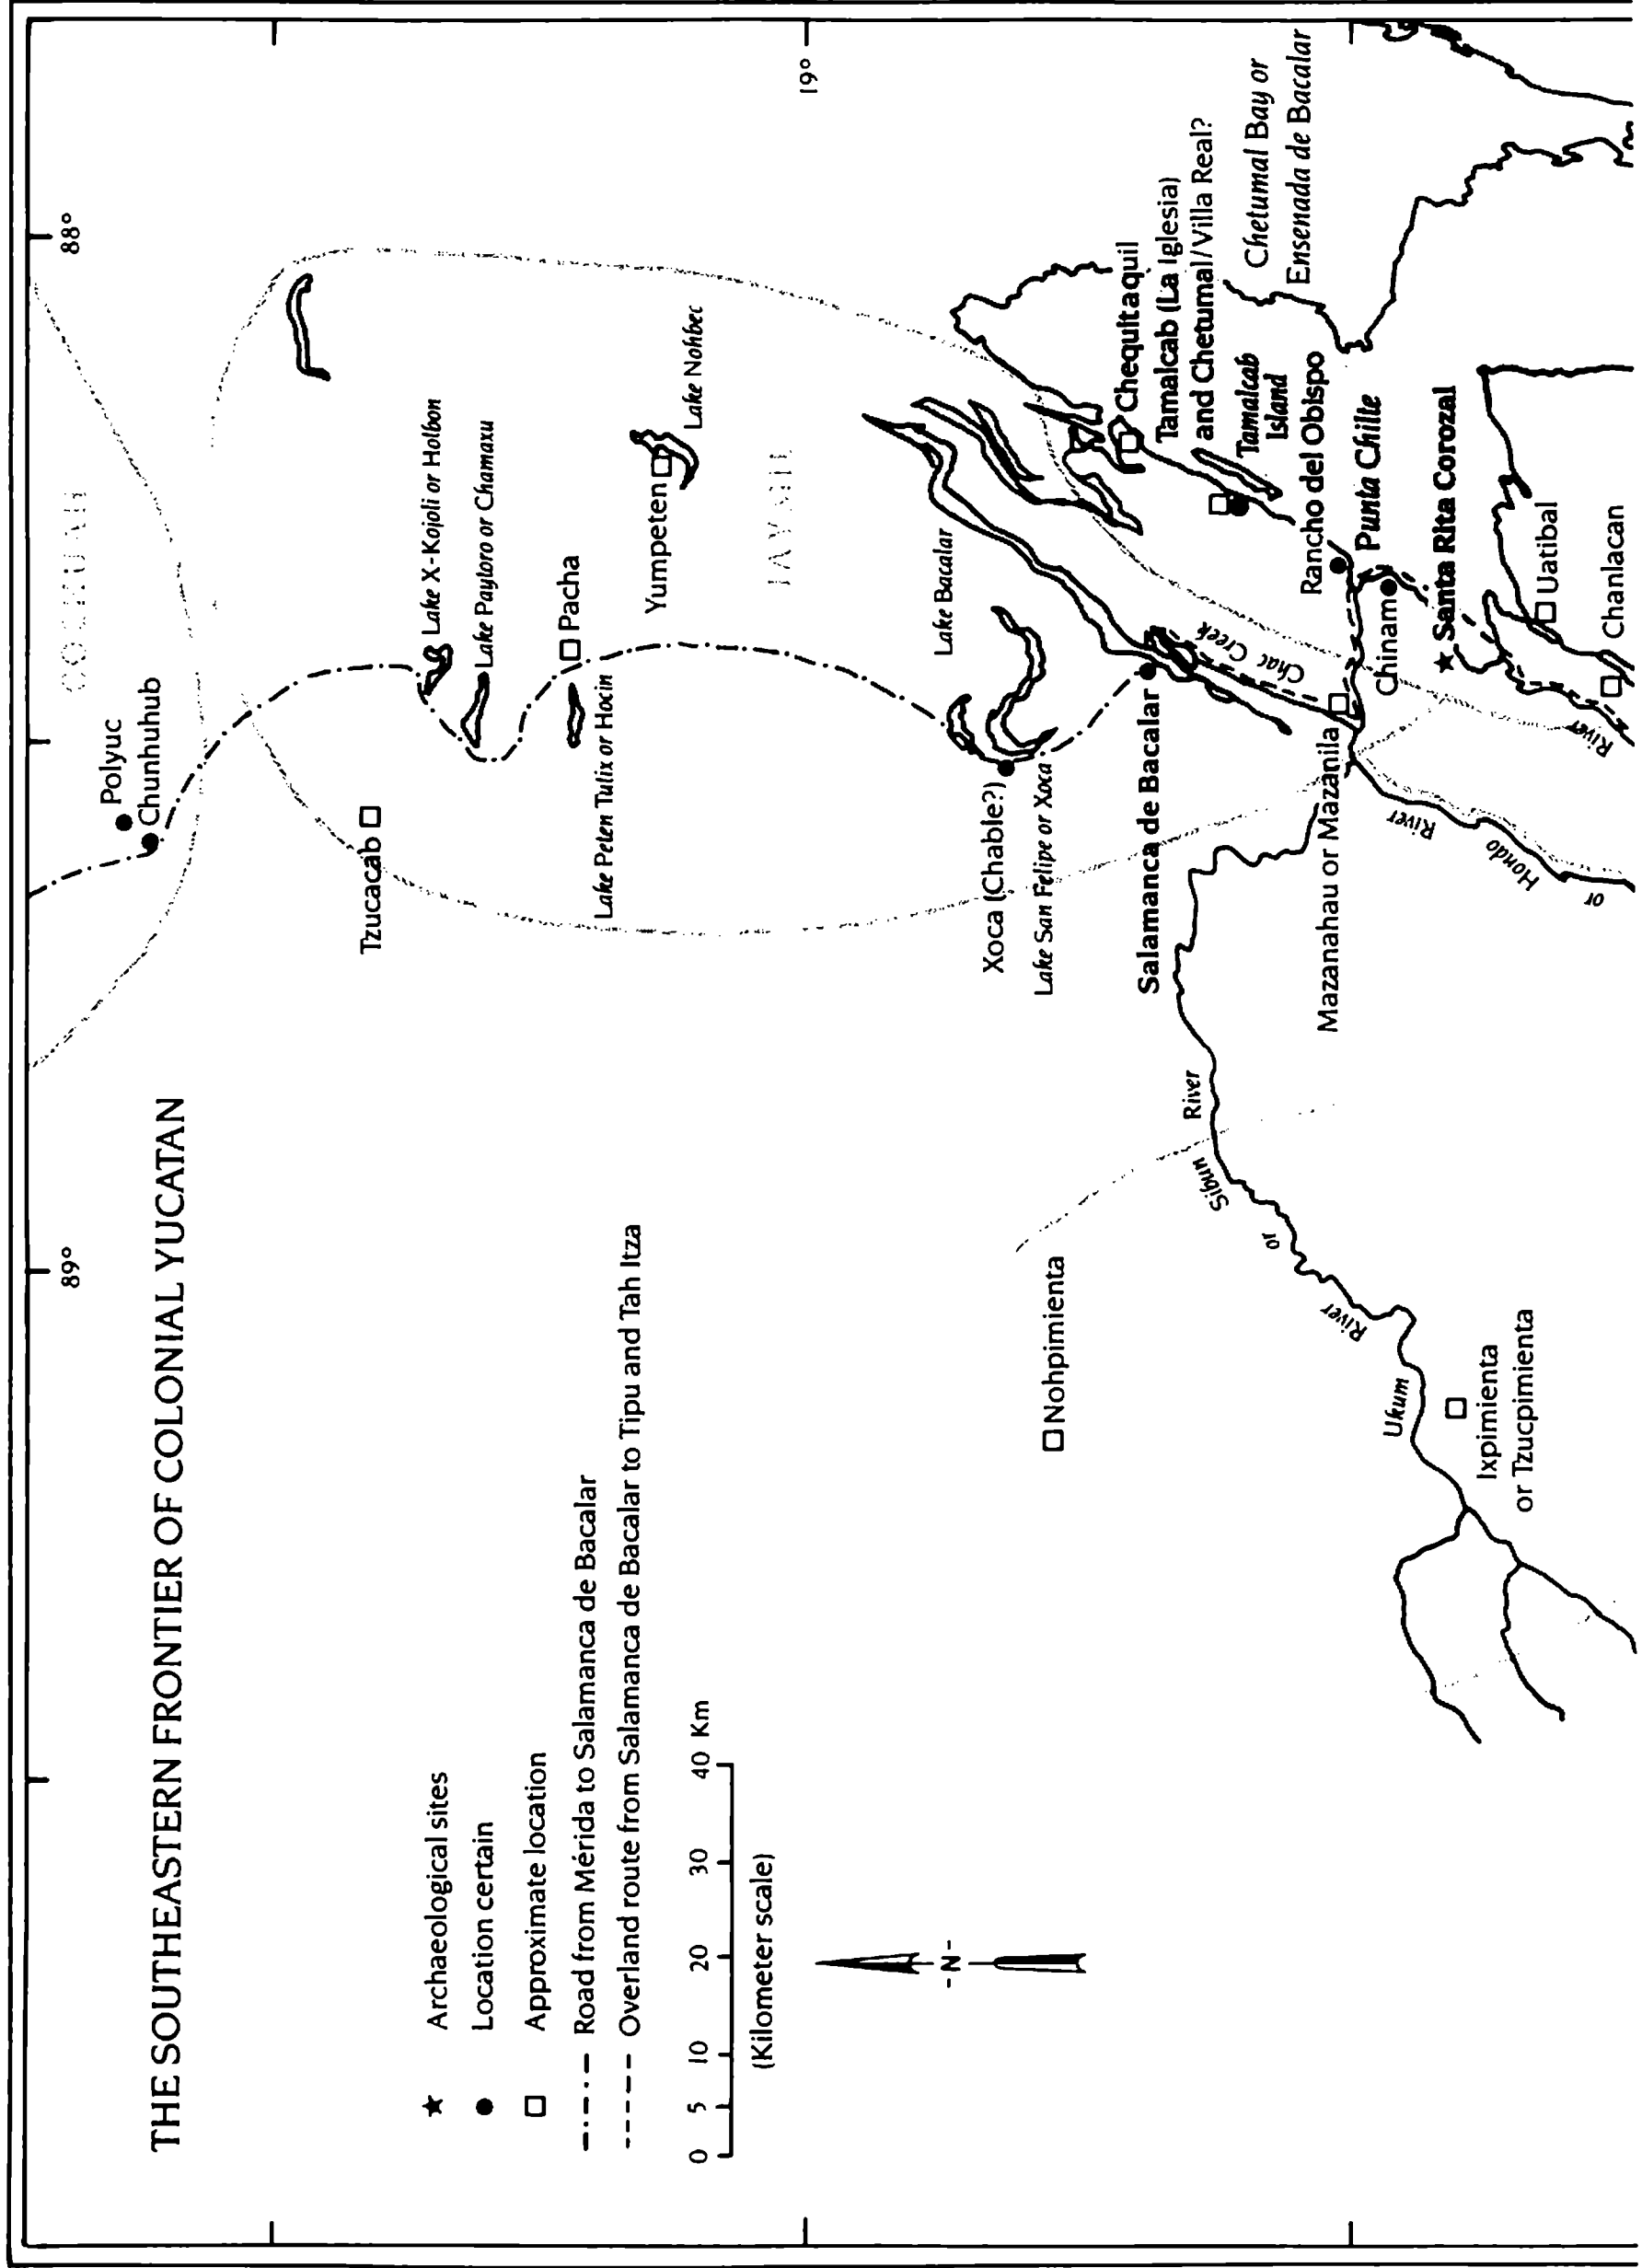 THE SOUTHEASTERN FRONTIER OF COLONIAL YUCATAN
89°
88°
19°
Archaeological sites
Location certain
Approximate location
Road from Mérida to Salamanca de Bacalar
Overland route from Salamanca de Bacalar to Tipu and Tah Itza
0 5 10 20 30 40 Km
(Kilometer scale)
-N-
COCHUAH
Polyuc
Chunhuhub
Tzucacab
Lake X-Kojoli or Holbon
Lake Paytoro or Chamaxu
Pacha
Lake Peten Tulix or Hocin
Yumpeten
Lake Nohbec
UAYMIL
Lake Bacalar
Xoca (Chable?)
Lake San Felipe or Xoca
Nohpimienta
Chequitaquil
Salamanca de Bacalar
Tamalcab (La Iglesia)
and Chetumal/Villa Real?
Chac Creek
Tamalcab
Island
Chetumal Bay or
Ensenada de Bacalar
Rancho del Obispo
Mazanahau or Mazanila
Punta Chilte
Chinam
Santa Rita Corozal
Ukum River or Sibun River
River
or Hondo
River
Ixpimienta
or Tzucpimienta
Uatibal
Chanlacan